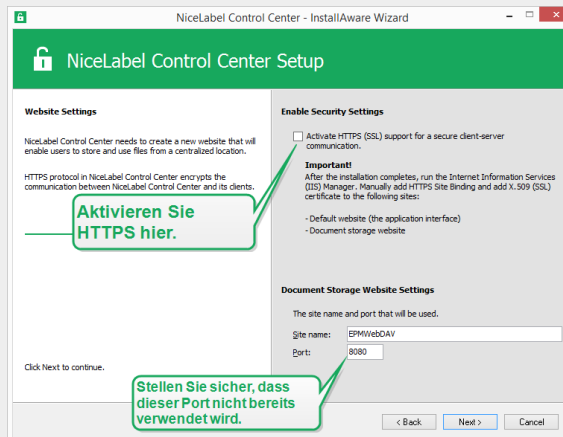 NiceLabel Control Center - InstallAware Wizard
NiceLabel Control Center Setup
Website Settings
NiceLabel Control Center needs to create a new website that will
enable users to store and use files from a centralized location.
HTTPS protocol in NiceLabel Control Center encrypts the
communication between NiceLabel Control Center and its clients.
Aktivieren Sie
HTTPS hier.
Click Next to continue.
Enable Security Settings
Activate HTTPS (SSL) support for a secure client-server
communication.
Important!
After the installation completes, run the Internet Information Services
(IIS) Manager. Manually add HTTPS Site Binding and add X.509 (SSL)
certificate to the following sites:
- Default website (the application interface)
- Document storage website
Document Storage Website Settings
The site name and port that will be used.
Site name: EPMWebDAV
Port: 8080
Stellen Sie sicher, dass
dieser Port nicht bereits
verwendet wird.
< Back Next > Cancel